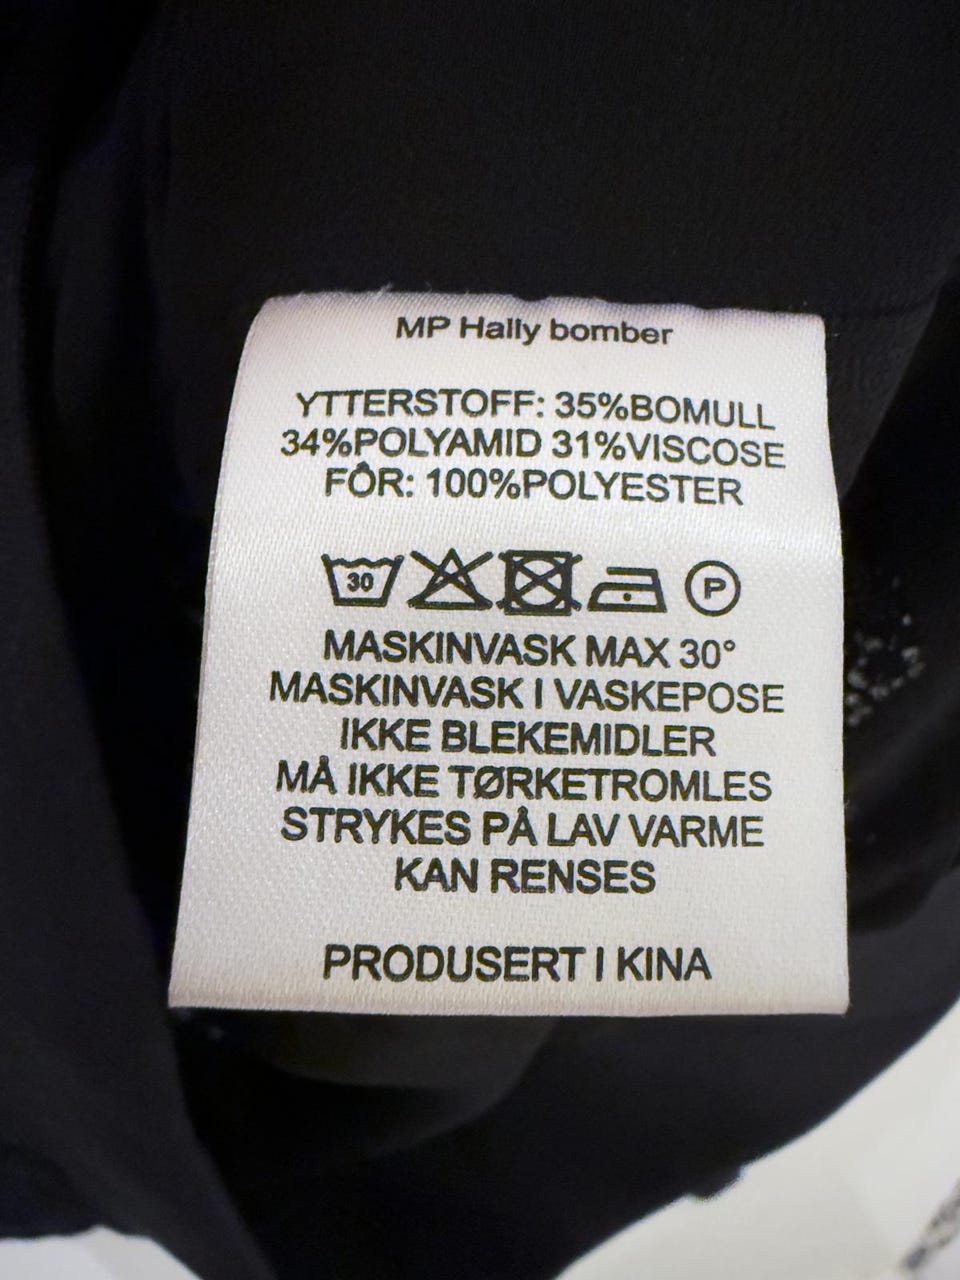 MP Hally bomber
YTTERSTOFF: 35%BOMULL
34%POLYAMID 31%VISCOSE
FÔR: 100%POLYESTER
30 P
MASKINVASK MAX 30°
MASKINVASK I VASKEPOSE
IKKE BLEKEMIDLER
MÅ IKKE TØRKETROMLES
STRYKES PÅ LAV VARME
KAN RENSES
PRODUSERT I KINA